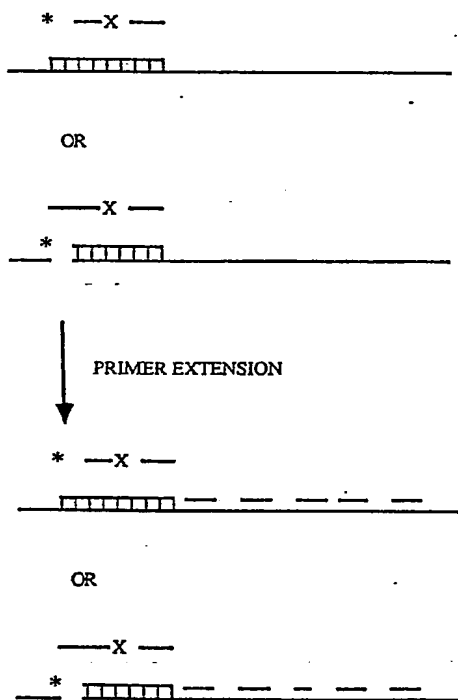 * X
OR
X
*
PRIMER EXTENSION
* X
OR
X
*